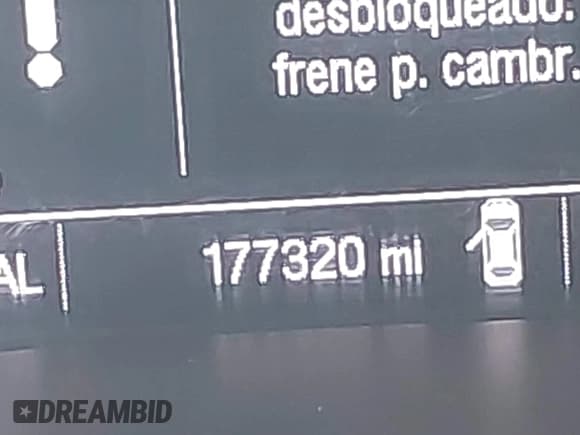 desbloqueado.
frene p. cambr.
AL
177320 mi
DREAMBID